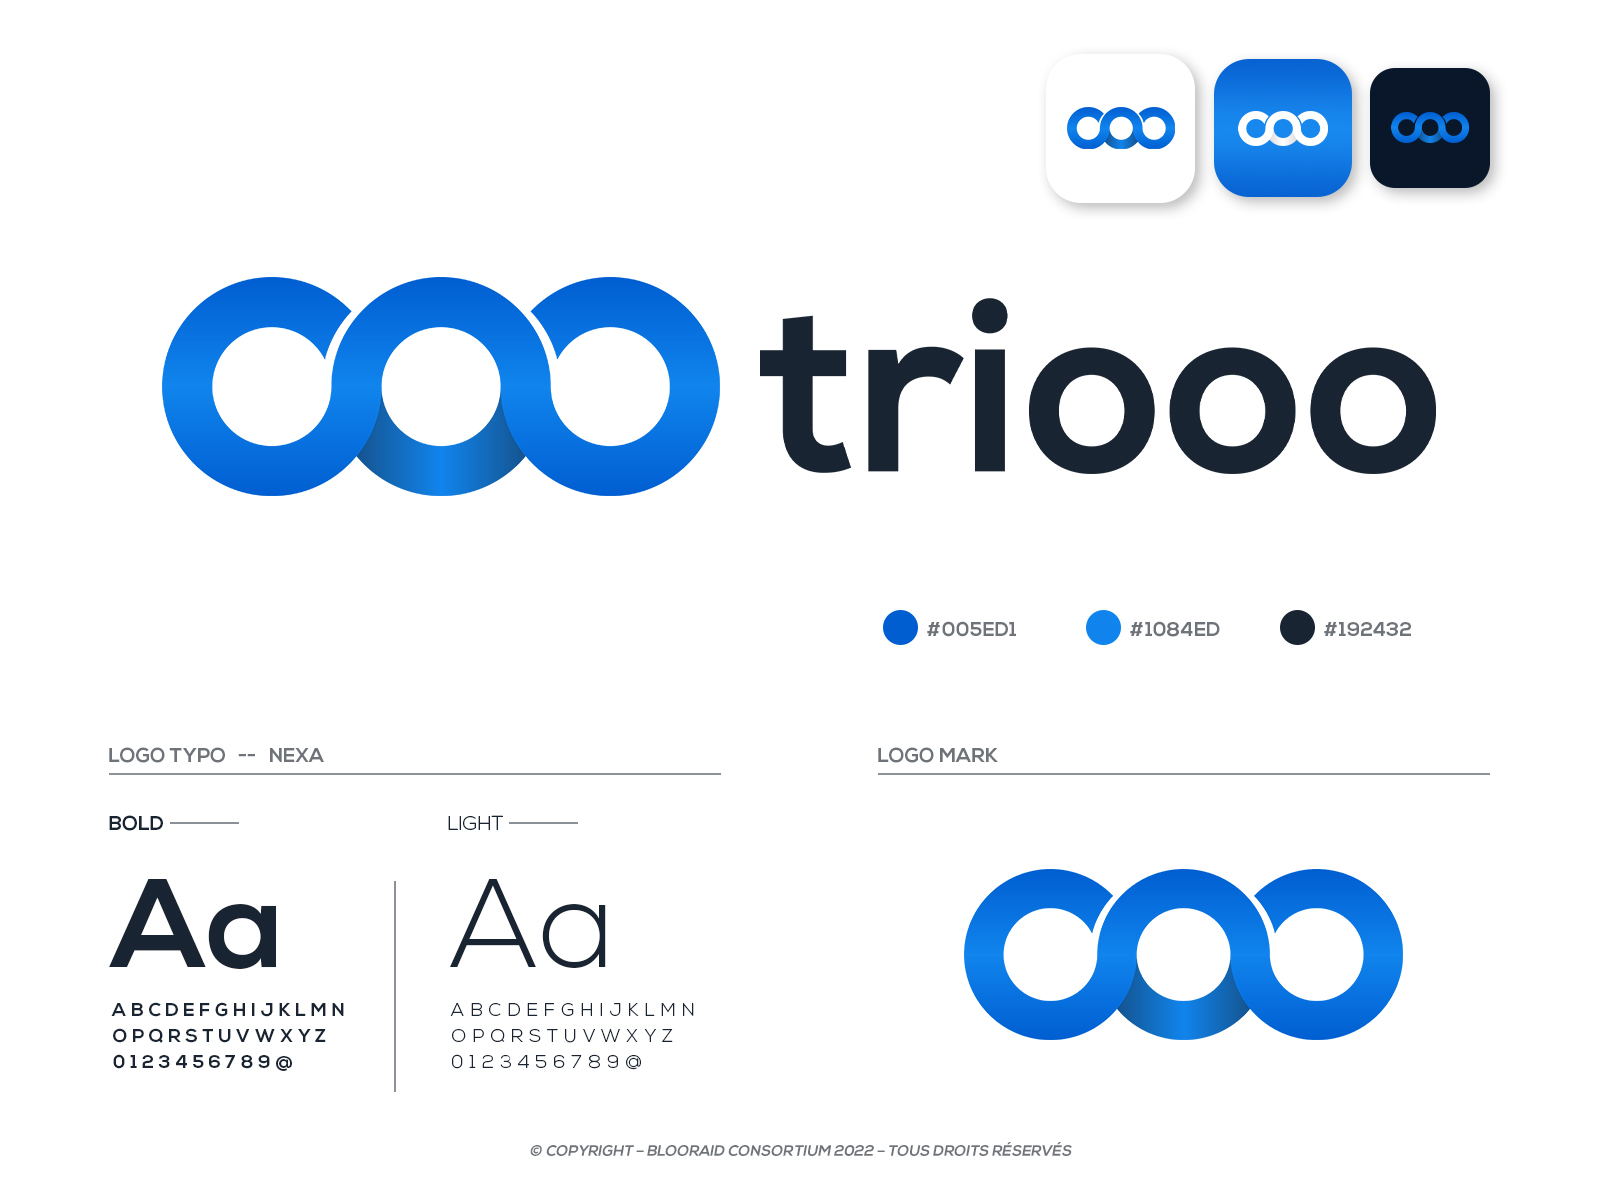 triooo
#005ED1 #1084ED #192432
LOGO TYPO -- NEXA
LOGO MARK
BOLD
LIGHT
Aa
Aa
ABCDEFGHIJKLMN
OPQRSTUVWXYZ
0123456789@
ABCDEFGHIJKLMN
OPQRSTUVWXYZ
0123456789@
© COPYRIGHT – BLOORAID CONSORTIUM 2022 – TOUS DROITS RÉSERVÉS